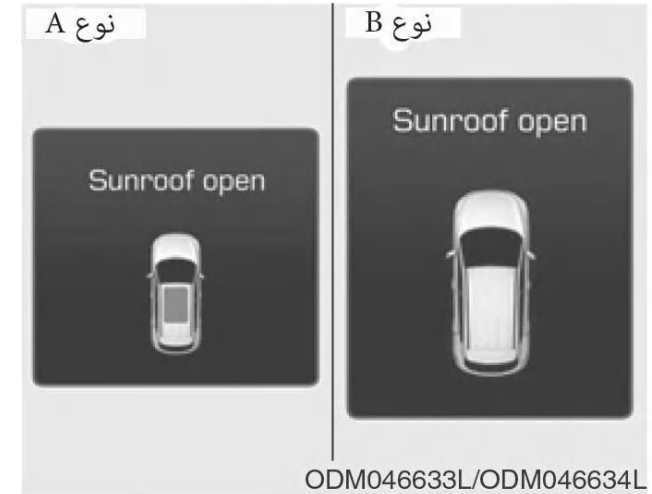 نوع A
نوع B
Sunroof open
Sunroof open
ODM046633L/ODM046634L